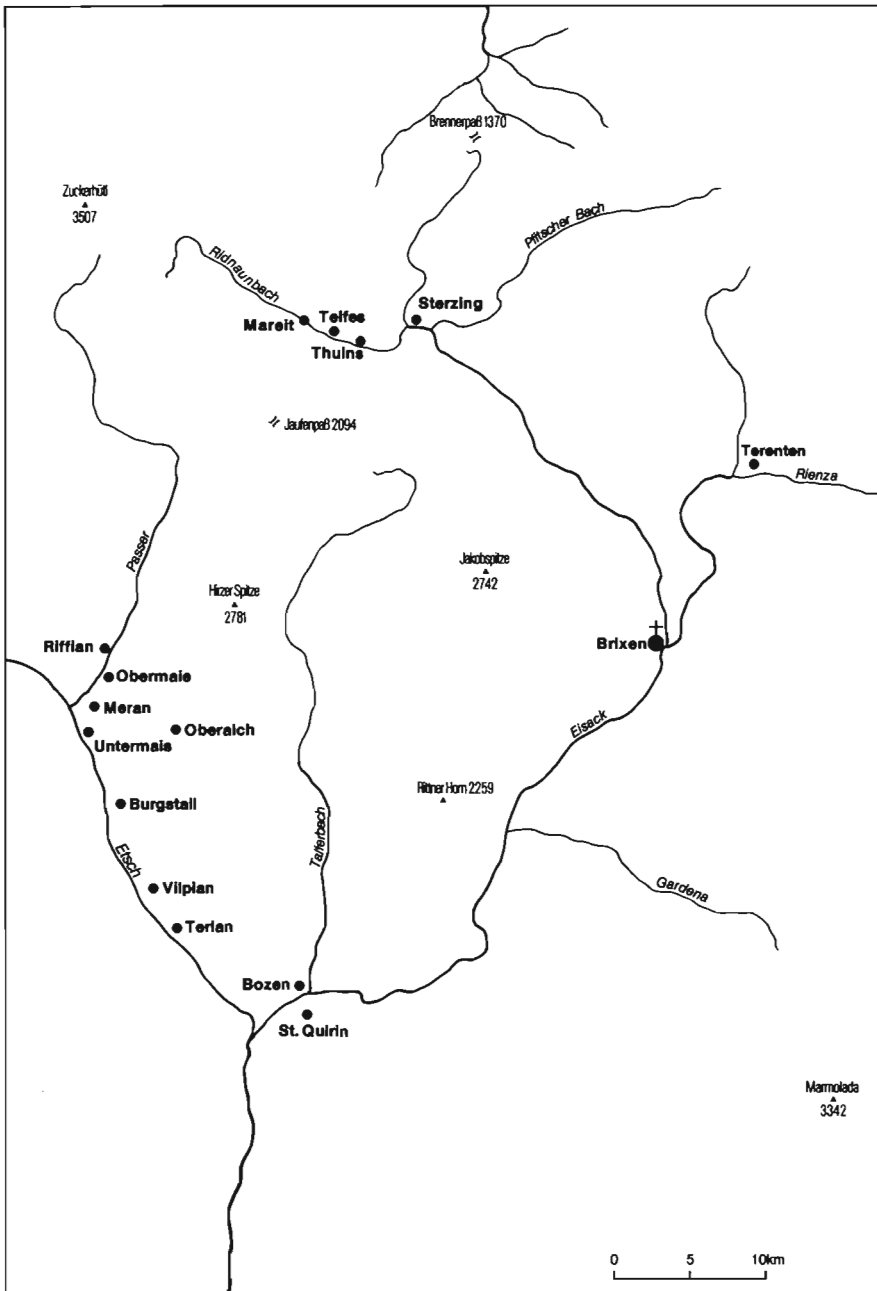 Brennerpaß 1370
Zuckerhütl
3507
Pfitscher Bach
Ridnaunbach
Sterzing
Telfes
Mareit
Thuins
Jaufenpaß 2094
Terenten
Rienza
Passer
Jakobspitze
2742
Hirzer Spitze
2781
Riffian
Brixen
Obermais
Meran
Oberaich
Untermais
Eisack
Rittner Horn 2259
Burgstall
Talferbach
Etsch
Vilpian
Gardena
Terlan
Bozen
St. Quirin
Marmolada
3342
0 5 10km